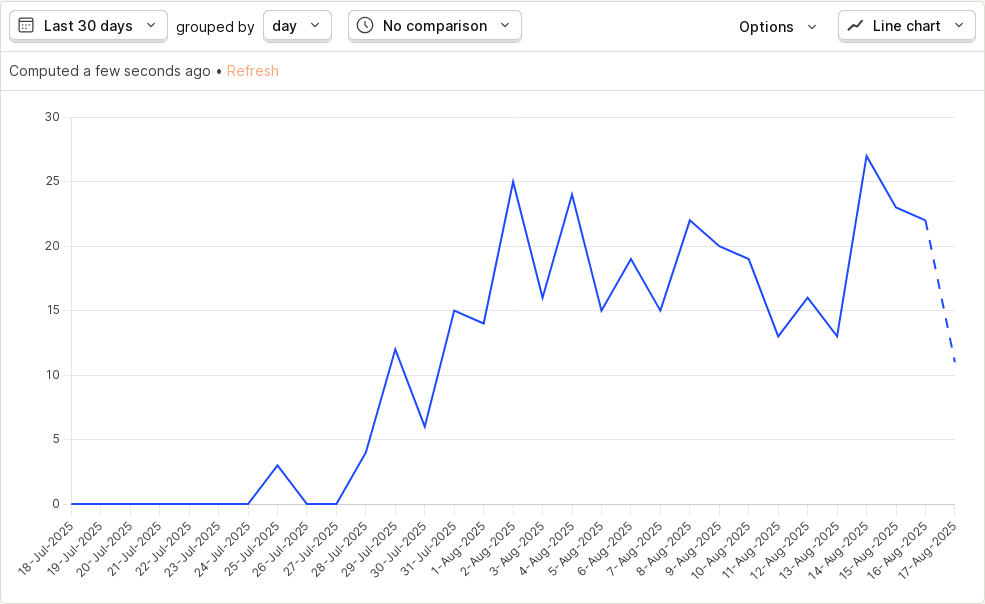 Last 30 days grouped by day No comparison Options Line chart
Computed a few seconds ago • Refresh
30
25
20
15
10
5
0
18-Jul-2025
19-Jul-2025
20-Jul-2025
21-Jul-2025
22-Jul-2025
23-Jul-2025
24-Jul-2025
25-Jul-2025
26-Jul-2025
27-Jul-2025
28-Jul-2025
29-Jul-2025
30-Jul-2025
31-Jul-2025
1-Aug-2025
2-Aug-2025
3-Aug-2025
4-Aug-2025
5-Aug-2025
6-Aug-2025
7-Aug-2025
8-Aug-2025
9-Aug-2025
10-Aug-2025
11-Aug-2025
12-Aug-2025
13-Aug-2025
14-Aug-2025
15-Aug-2025
16-Aug-2025
17-Aug-2025